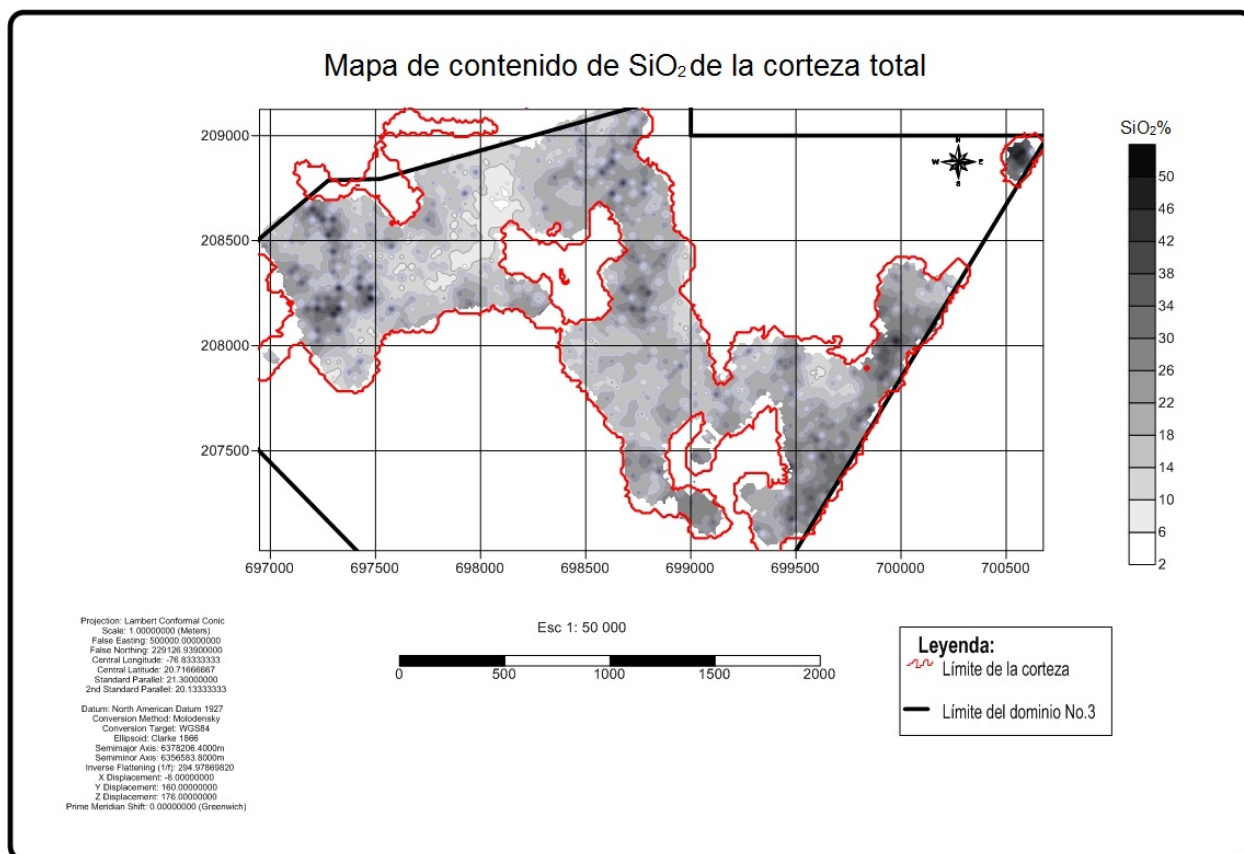 Mapa de contenido de SiO₂ de la corteza total
SiO₂%
N
W E
S
209000
208500
208000
207500
697000 697500 698000 698500 699000 699500 700000 700500
50
46
42
38
34
30
26
22
18
14
10
6
2
Projection: Lambert Conformal Conic
Scale: 1.00000000 (Meters)
False Easting: 500000.00000000
False Northing: 229126.93900000
Central Longitude: -76.83333333
Central Latitude: 20.71666667
Standard Parallel: 21.30000000
2nd Standard Parallel: 20.13333333
Datum: North American Datum 1927
Conversion Method: Molodensky
Conversion Target: WGS84
Ellipsoid: Clarke 1866
Semimajor Axis: 6378206.4000m
Semiminor Axis: 6356583.8000m
Inverse Flattening (1/f): 294.97869820
X Displacement: -8.00000000
Y Displacement: 160.00000000
Z Displacement: 176.00000000
Prime Meridian Shift: 0.00000000 (Greenwich)
Esc 1: 50 000
0 500 1000 1500 2000
Leyenda:
Límite de la corteza
Límite del dominio No.3